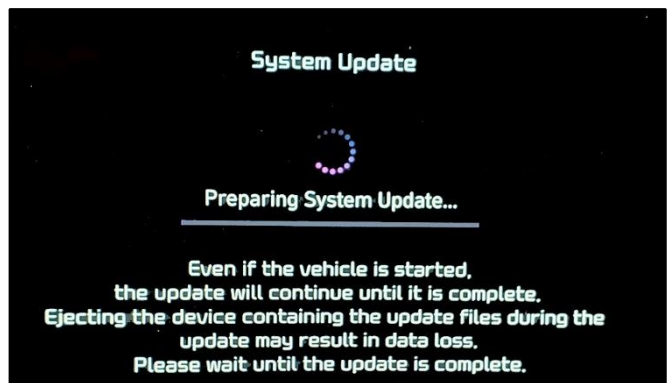 System Update
Preparing System Update...
Even if the vehicle is started,
the update will continue until it is complete.
Ejecting the device containing the update files during the
update may result in data loss.
Please wait until the update is complete.